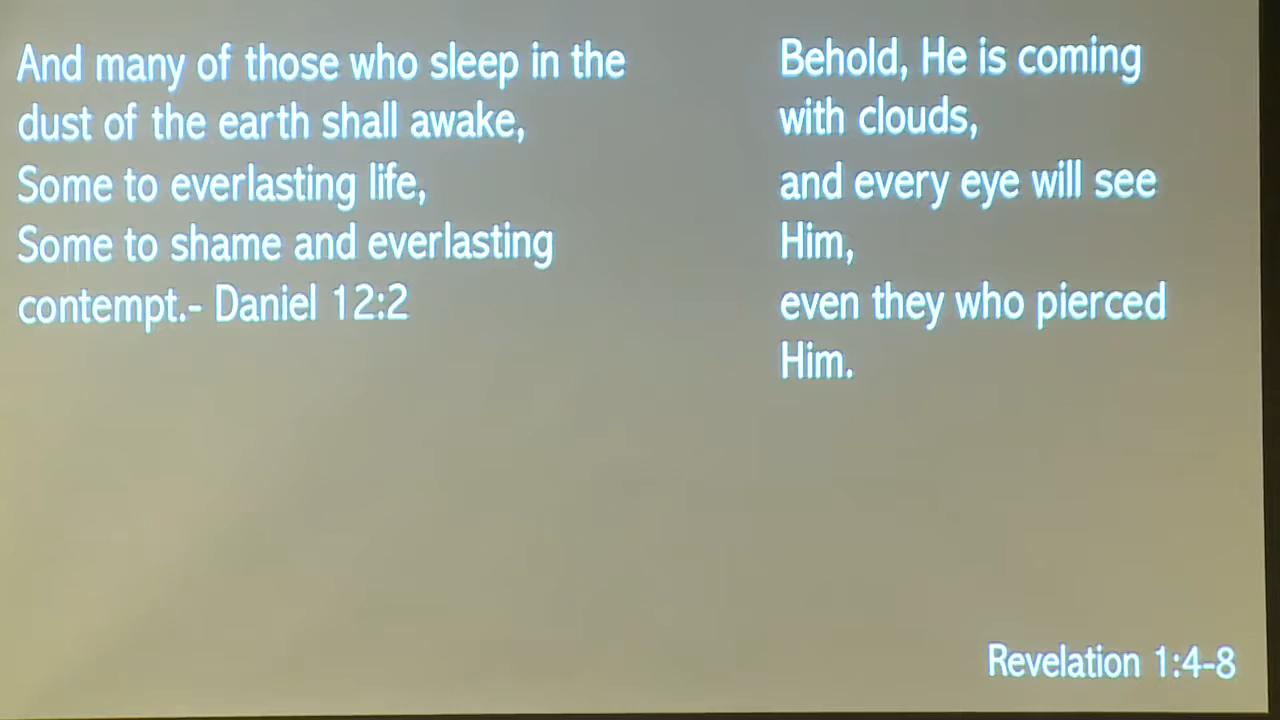 And many of those who sleep in the
dust of the earth shall awake,
Some to everlasting life,
Some to shame and everlasting
contempt.- Daniel 12:2
Behold, He is coming
with clouds,
and every eye will see
Him,
even they who pierced
Him.
Revelation 1:4-8